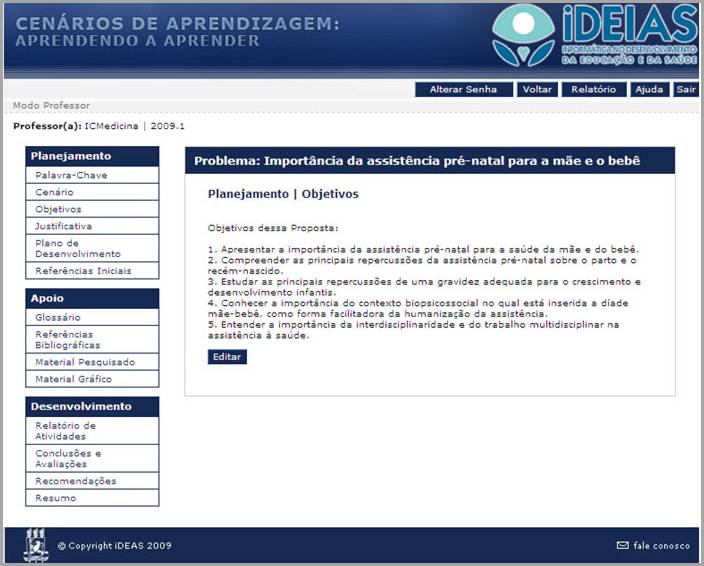 CENÁRIOS DE APRENDIZAGEM:
APRENDENDO A APRENDER
iDEIAS
INFORMÁTICA NO DESENVOLVIMENTO
DA EDUCAÇÃO E DA SAÚDE
Alterar Senha
Voltar
Relatório
Ajuda
Sair
Modo Professor
Professor(a): ICMedicina | 2009.1
Planejamento
Palavra-Chave
Cenário
Objetivos
Justificativa
Plano de
Desenvolvimento
Referências Iniciais
Apoio
Glossário
Referências
Bibliográficas
Material Pesquisado
Material Gráfico
Desenvolvimento
Relatório de
Atividades
Conclusões e
Avaliações
Recomendações
Resumo
Problema: Importância da assistência pré-natal para a mãe e o bebê
Planejamento | Objetivos
Objetivos dessa Proposta:
1. Apresentar a importância da assistência pré-natal para a saúde da mãe e do bebê.
2. Compreender as principais repercussões da assistência pré-natal sobre o parto e o
recém-nascido.
3. Estudar as principais repercussões de uma gravidez adequada para o crescimento e
desenvolvimento infantis.
4. Conhecer a importância do contexto biopsicossocial no qual está inserida a díade
mãe-bebê, como forma facilitadora da humanização da assistência.
5. Entender a importância da interdisciplinaridade e do trabalho multidisciplinar na
assistência à saúde.
Editar
© Copyright iDEAS 2009
fale conosco